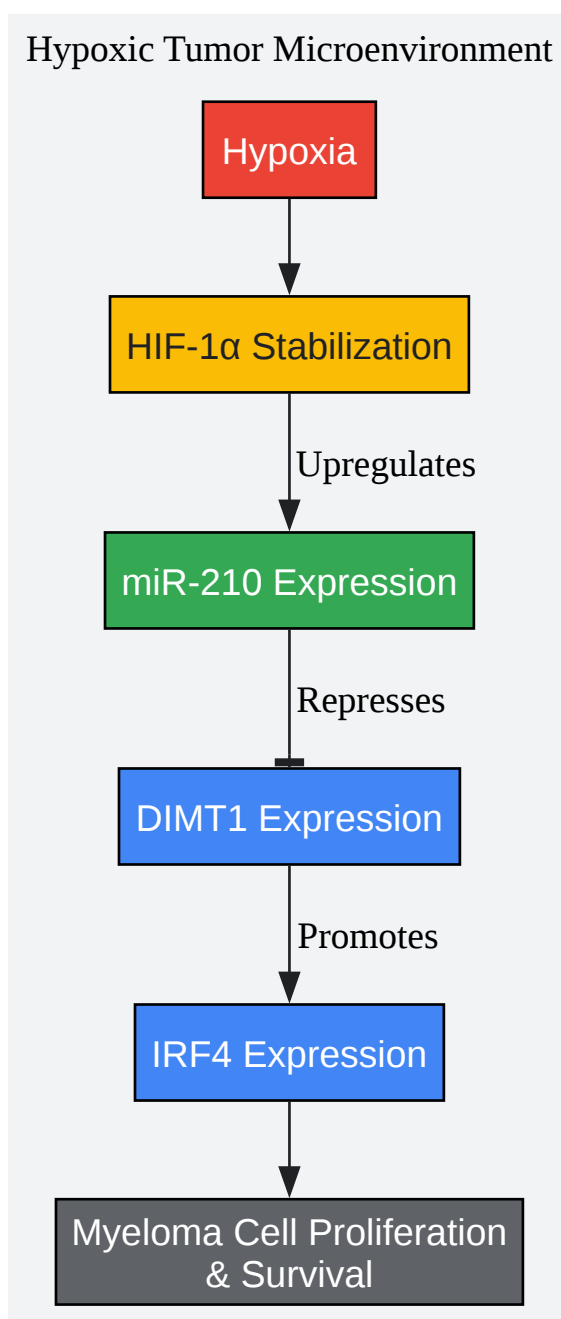 Hypoxic Tumor Microenvironment
Hypoxia
HIF-1α Stabilization
Upregulates
miR-210 Expression
Represses
DIMT1 Expression
Promotes
IRF4 Expression
Myeloma Cell Proliferation
& Survival